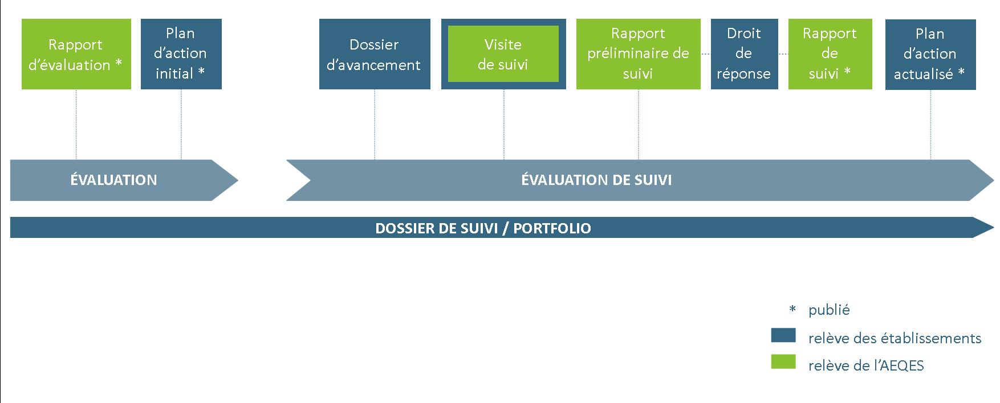 Rapport
d’évaluation *
Plan
d’action
initial *
Dossier
d’avancement
Visite
de suivi
Rapport
préliminaire de
suivi
Droit
de
réponse
Rapport
de
suivi *
Plan
d’action
actualisé *
ÉVALUATION
ÉVALUATION DE SUIVI
DOSSIER DE SUIVI / PORTFOLIO
* publié
relève des établissements
relève de l’AEQES